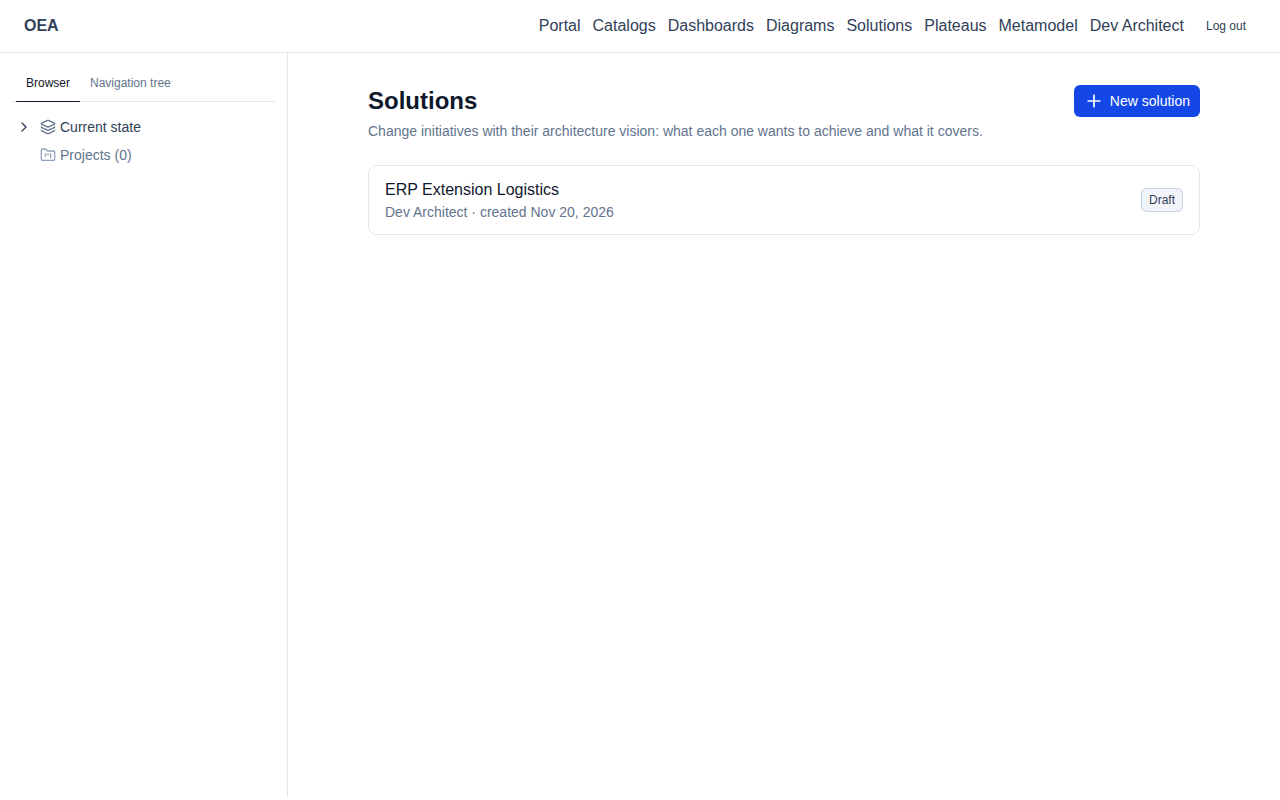 OEA
Portal Catalogs Dashboards Diagrams Solutions Plateaus Metamodel Dev Architect Log out
Browser Navigation tree
Current state
Projects (0)
Solutions
New solution
Change initiatives with their architecture vision: what each one wants to achieve and what it covers.
ERP Extension Logistics
Dev Architect · created Nov 20, 2026
Draft